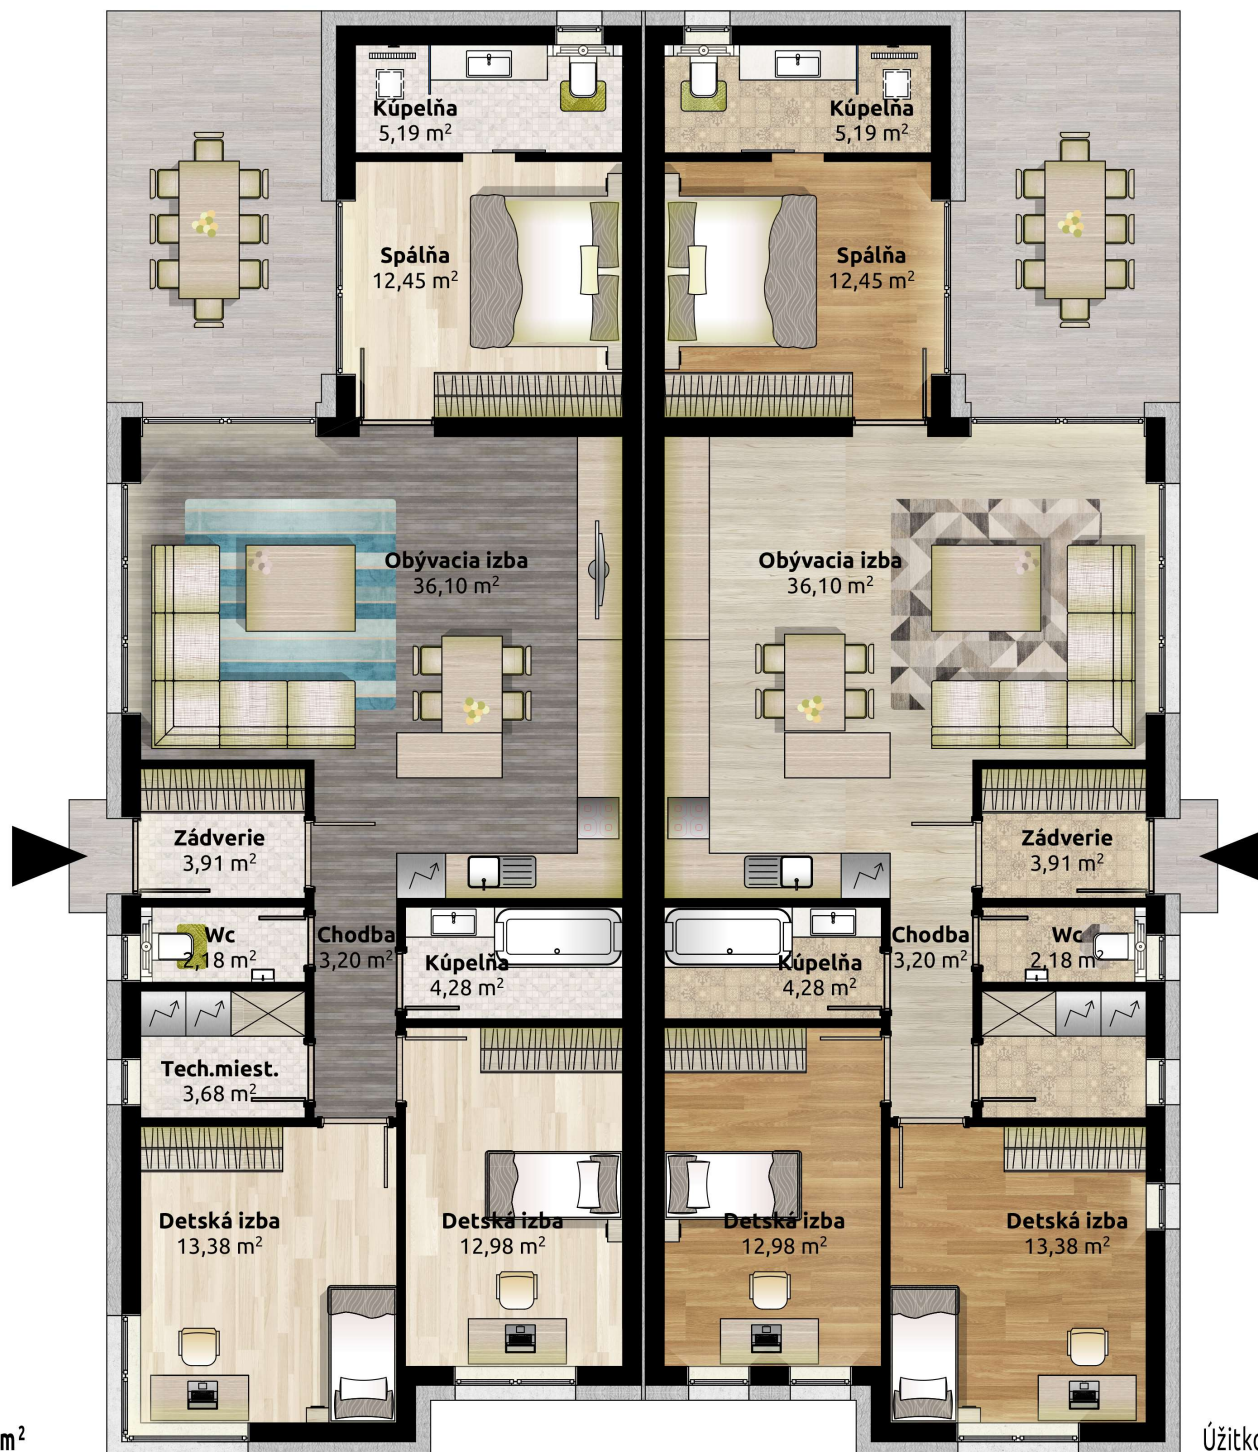 Kúpelňa
5,19 m²
Kúpelňa
5,19 m²
Spálňa
12,45 m²
Spálňa
12,45 m²
Obývacia izba
36,10 m²
Obývacia izba
36,10 m²
Zádverie
3,91 m²
Zádverie
3,91 m²
Wc
2,18 m²
Chodba
3,20 m²
Kúpelňa
4,28 m²
Kúpelňa
4,28 m²
Chodba
3,20 m²
Wc
2,18 m
Tech.miest.
3,68 m²
Detská izba
13,38 m²
Detská izba
12,98 m²
Detská izba
12,98 m²
Detská izba
13,38 m²
m²
Úžitko